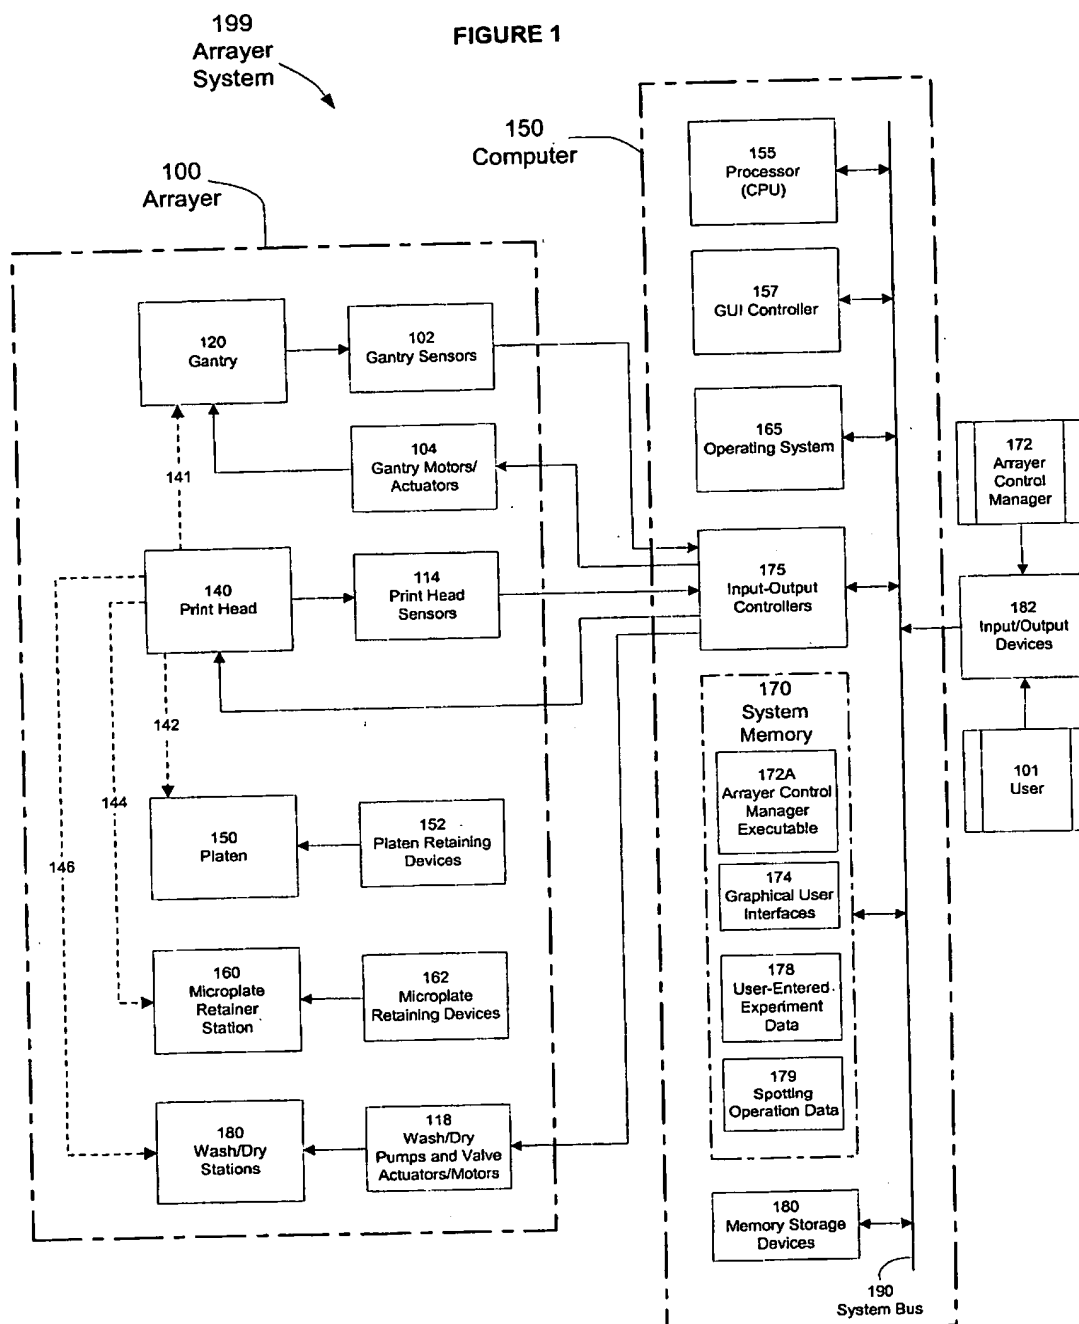 FIGURE 1
199
Arrayer
System
150
Computer
100
Arrayer
155
Processor
(CPU)
157
GUI Controller
120
Gantry
102
Gantry Sensors
165
Operating System
104
Gantry Motors/
Actuators
172
Arrayer
Control
Manager
141
140
Print Head
114
Print Head
Sensors
175
Input-Output
Controllers
182
Input/Output
Devices
170
System
Memory
142
172A
Arrayer Control
Manager
Executable
101
User
144
150
Platen
152
Platen Retaining
Devices
146
174
Graphical User
Interfaces
160
Microplate
Retainer
Station
162
Microplate
Retaining Devices
178
User-Entered
Experiment
Data
179
Spotting
Operation Data
180
Wash/Dry
Stations
118
Wash/Dry
Pumps and Valve
Actuators/Motors
180
Memory Storage
Devices
190
System Bus